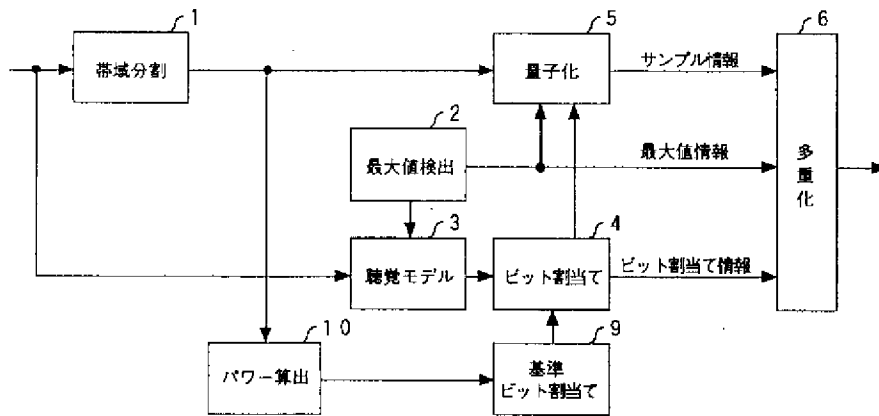 1
帯域分割
5
量子化
サンプル情報
6
多重化
2
最大値検出
最大値情報
3
聴覚モデル
4
ビット割当て
ビット割当て情報
10
パワー算出
9
基準
ビット割当て